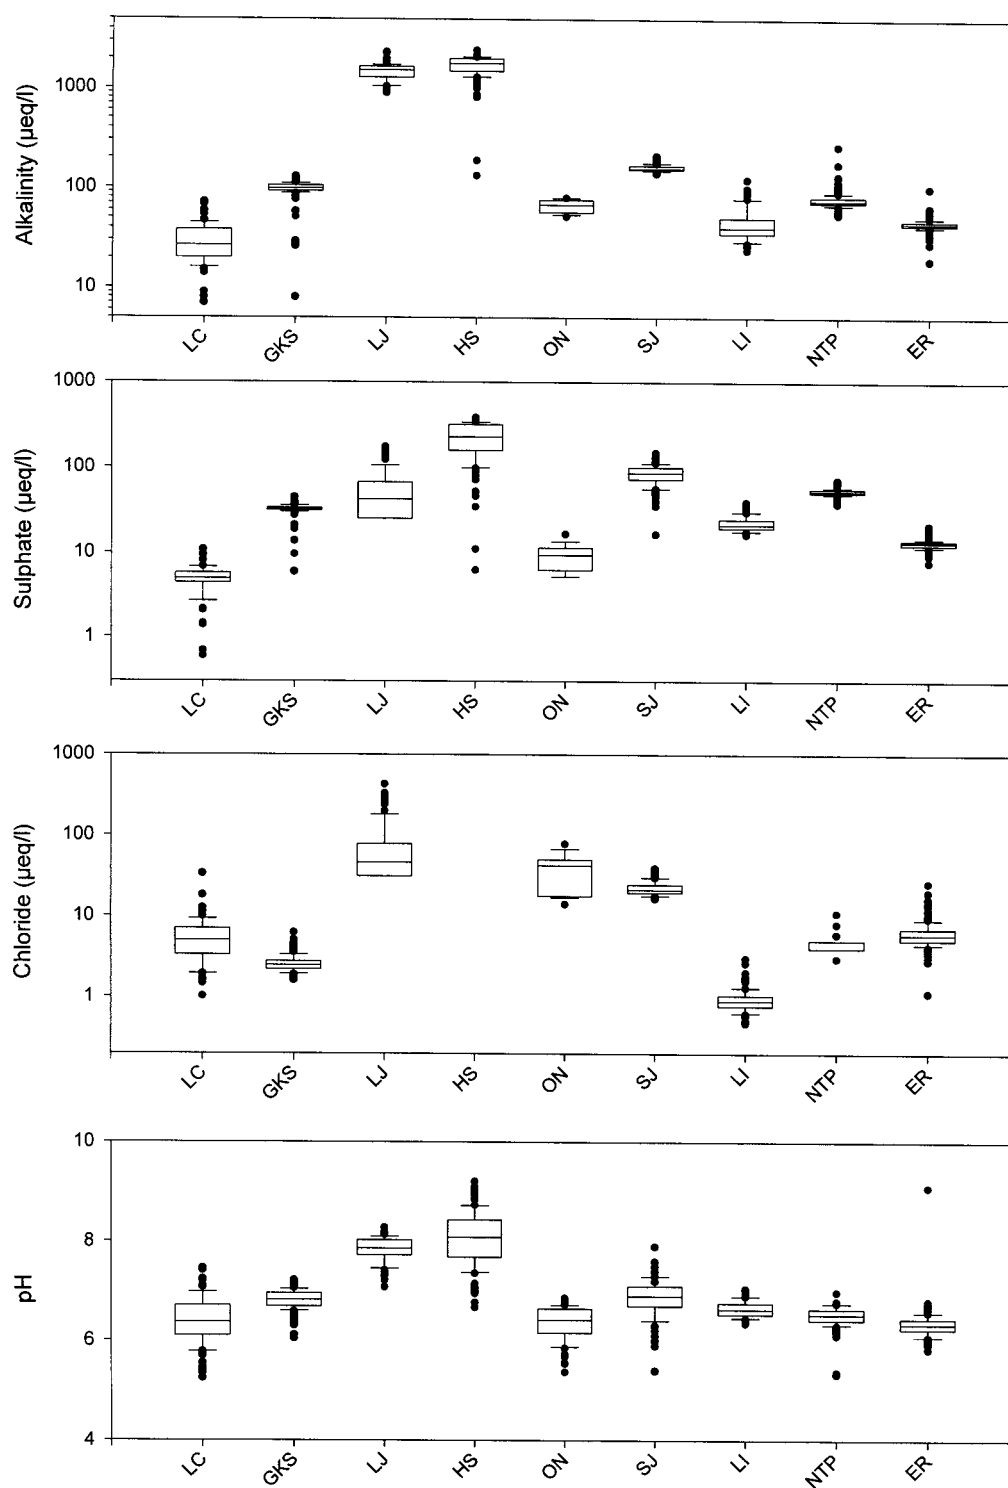 Alkalinity (µeq/l)
1000
100
10
LC GKS LJ HS ON SJ LI NTP ER
Sulphate (µeq/l)
1000
100
10
1
LC GKS LJ HS ON SJ LI NTP ER
Chloride (µeq/l)
1000
100
10
1
LC GKS LJ HS ON SJ LI NTP ER
pH
10
8
6
4
LC GKS LJ HS ON SJ LI NTP ER